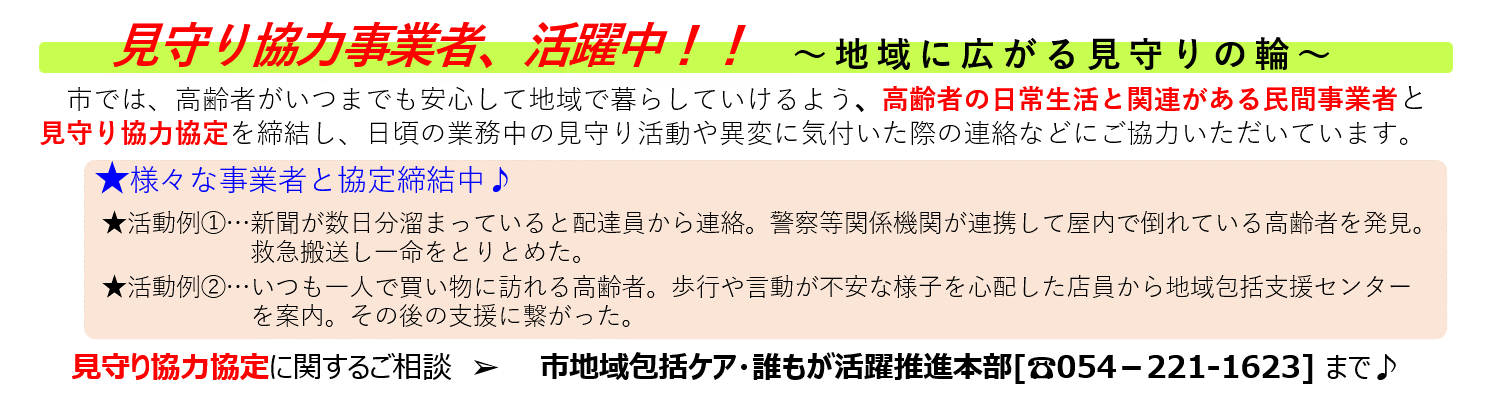 見守り協力事業者、活躍中！！　～地域に広がる見守りの輪～
市では、高齢者がいつまでも安心して地域で暮らしていけるよう、高齢者の日常生活と関連がある民間事業者と
見守り協力協定を締結し、日頃の業務中の見守り活動や異変に気付いた際の連絡などにご協力いただいています。
★様々な事業者と協定締結中♪
★活動例①…新聞が数日分溜まっていると配達員から連絡。警察等関係機関が連携して屋内で倒れている高齢者を発見。
救急搬送し一命をとりとめた。
★活動例②…いつも一人で買い物に訪れる高齢者。歩行や言動が不安な様子を心配した店員から地域包括支援センター
を案内。その後の支援に繋がった。
見守り協力協定に関するご相談　➢　市地域包括ケア・誰もが活躍推進本部[☎054－221-1623] まで♪